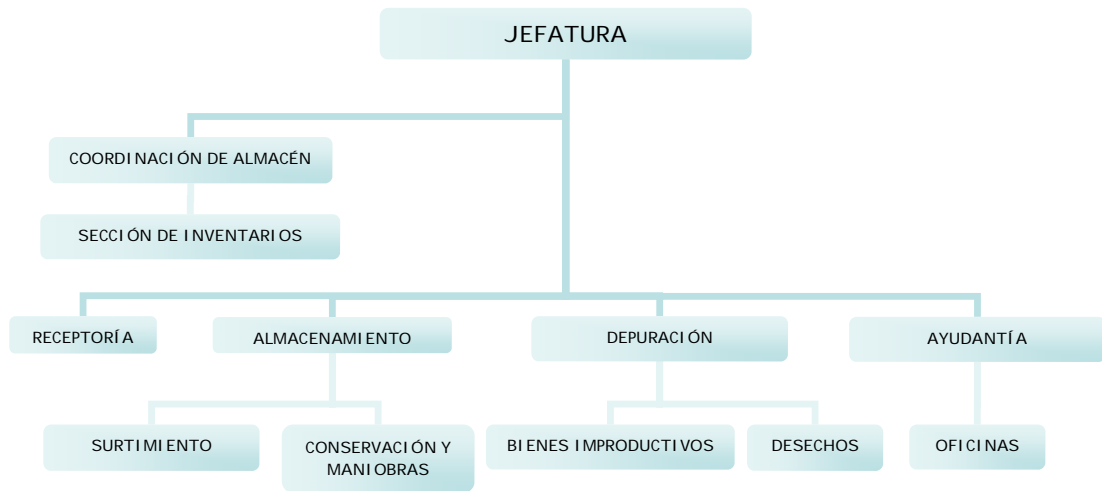 JEFATURA
COORDINACIÓN DE ALMACÉN
SECCIÓN DE INVENTARIOS
RECEPTORÍA
ALMACENAMIENTO
DEPURACIÓN
AYUDANTÍA
SURTIMIENTO
CONSERVACIÓN Y
MANIOBRAS
BIENES IMPRODUCTIVOS
DESECHOS
OFICINAS